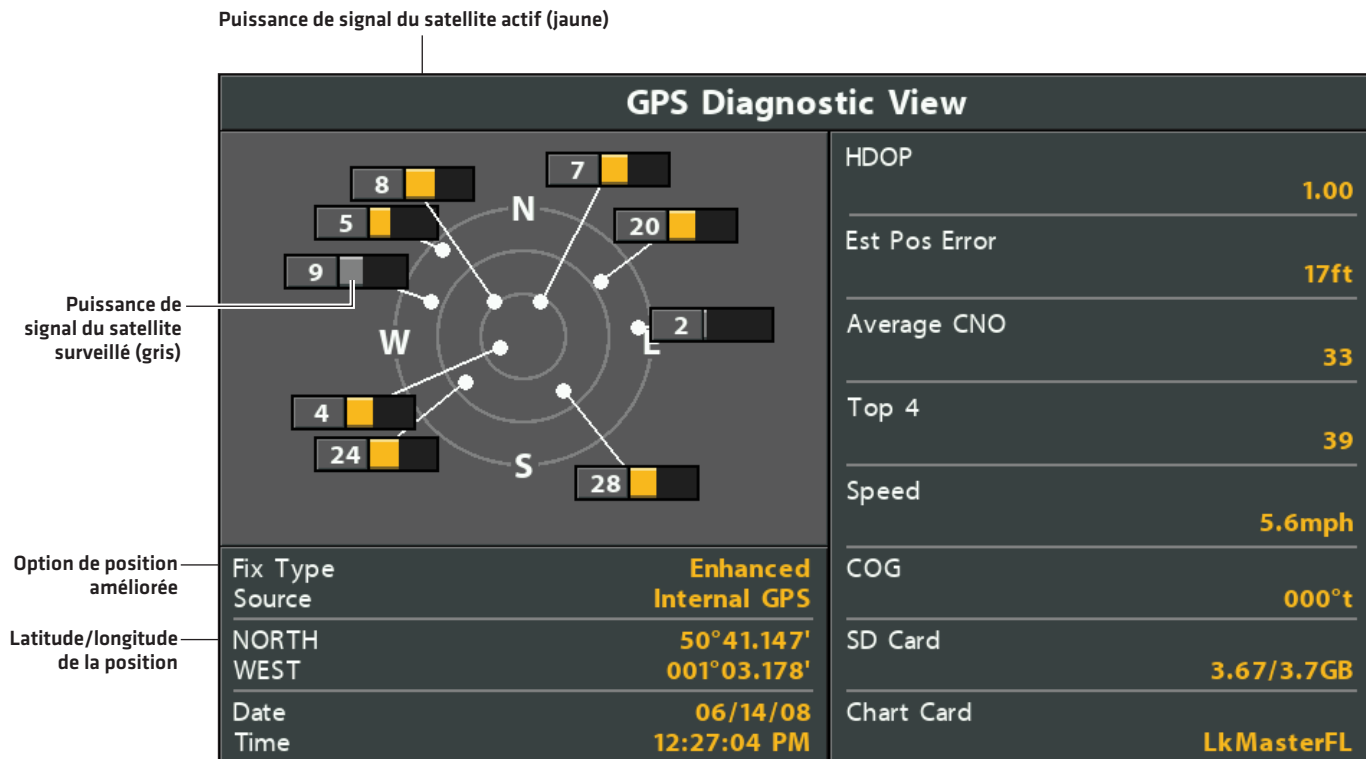 Puissance de signal du satellite actif (jaune)
GPS Diagnostic View
8
7
5
N
20
9
Puissance de
signal du satellite
surveillé (gris)
W
2
E
4
24
S
28
Option de position
améliorée
Fix Type Enhanced
Source Internal GPS
Latitude/longitude
de la position
NORTH 50°41.147'
WEST 001°03.178'
Date 06/14/08
Time 12:27:04 PM
HDOP
1.00
Est Pos Error
17ft
Average CNO
33
Top 4
39
Speed
5.6mph
COG
000°t
SD Card
3.67/3.7GB
Chart Card
LkMasterFL